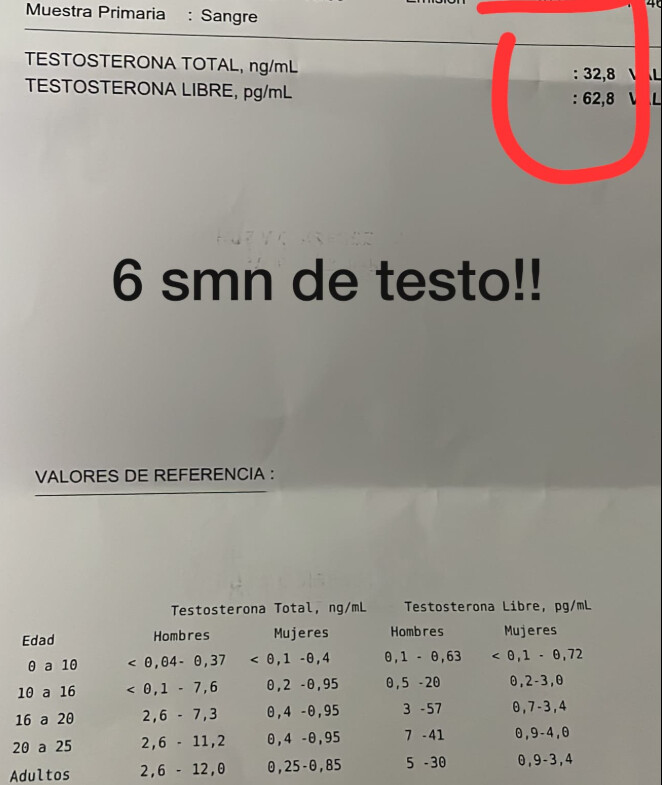 Muestra Primaria : Sangre
TESTOSTERONA TOTAL, ng/mL : 32,8
TESTOSTERONA LIBRE, pg/mL : 62,8
6 smn de testo!!
VALORES DE REFERENCIA :
Testosterona Total, ng/mL Testosterona Libre, pg/mL
Edad Hombres Mujeres Hombres Mujeres
0 a 10 < 0,04- 0,37 < 0,1 -0,4 0,1 - 0,63 < 0,1 - 0,72
10 a 16 < 0,1 - 7,6 0,2 -0,95 0,5 -20 0,2-3,0
16 a 20 2,6 - 7,3 0,4 -0,95 3 -57 0,7-3,4
20 a 25 2,6 - 11,2 0,4 -0,95 7 -41 0,9-4,0
Adultos 2,6 - 12,0 0,25-0,85 5 -30 0,9-3,4